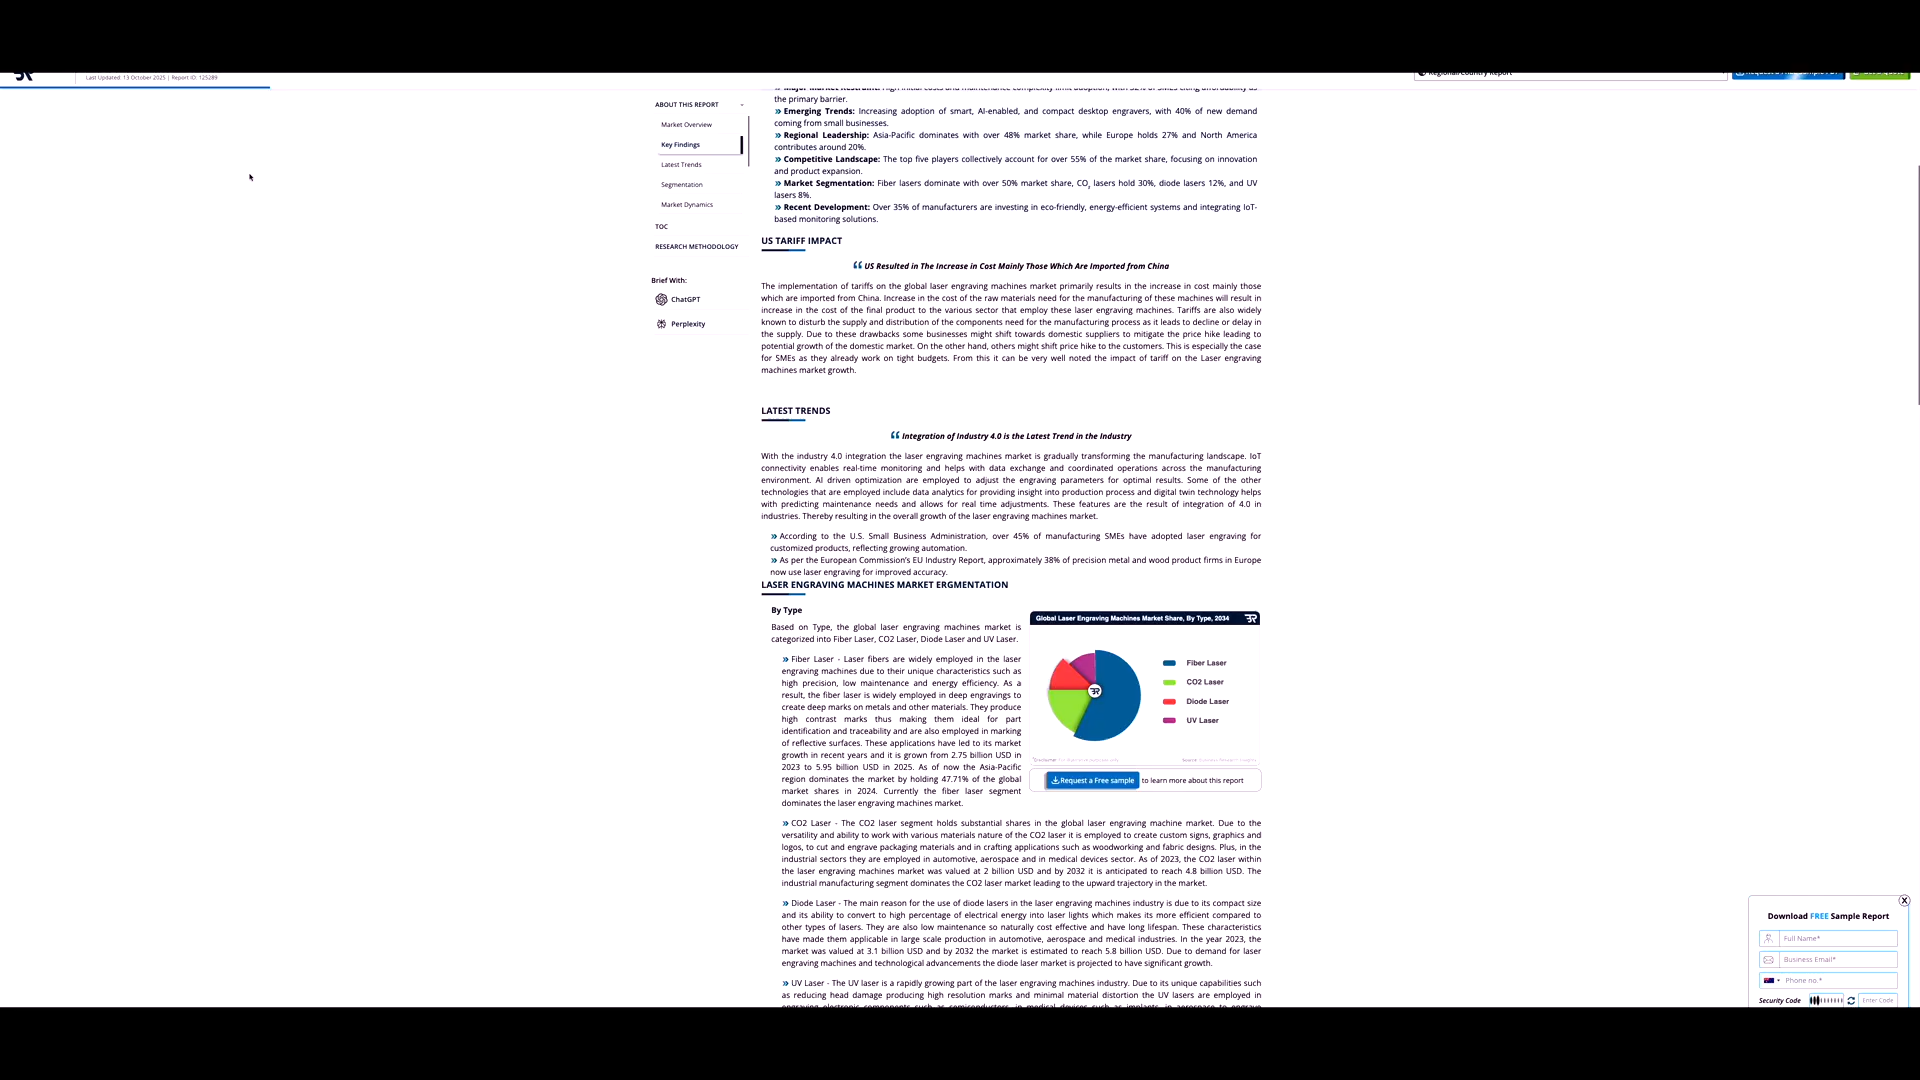 Last Updated: 13 October 2025 | Report ID: 125289
Regional/Country Report
ABOUT THIS REPORT
Market Overview
Key Findings
Latest Trends
Segmentation
Market Dynamics
TOC
RESEARCH METHODOLOGY
Brief With:
ChatGPT
Perplexity
» Major Market Restraint: High initial costs and maintenance complexity limit adoption, with 32% of SMEs citing affordability as
the primary barrier.
» Emerging Trends: Increasing adoption of smart, AI-enabled, and compact desktop engravers, with 40% of new demand
coming from small businesses.
» Regional Leadership: Asia-Pacific dominates with over 48% market share, while Europe holds 27% and North America
contributes around 20%.
» Competitive Landscape: The top five players collectively account for over 55% of the market share, focusing on innovation
and product expansion.
» Market Segmentation: Fiber lasers dominate with over 50% market share, CO₂ lasers hold 30%, diode lasers 12%, and UV
lasers 8%.
» Recent Development: Over 35% of manufacturers are investing in eco-friendly, energy-efficient systems and integrating IoT-
based monitoring solutions.
US TARIFF IMPACT
“ US Resulted in The Increase in Cost Mainly Those Which Are Imported from China
The implementation of tariffs on the global laser engraving machines market primarily results in the increase in cost mainly those
which are imported from China. Increase in the cost of the raw materials need for the manufacturing of these machines will result in
increase in the cost of the final product to the various sector that employ these laser engraving machines. Tariffs are also widely
known to disturb the supply and distribution of the components need for the manufacturing process as it leads to decline or delay in
the supply. Due to these drawbacks some businesses might shift towards domestic suppliers to mitigate the price hike leading to
potential growth of the domestic market. On the other hand, others might shift price hike to the customers. This is especially the case
for SMEs as they already work on tight budgets. From this it can be very well noted the impact of tariff on the Laser engraving
machines market growth.
LATEST TRENDS
“ Integration of Industry 4.0 is the Latest Trend in the Industry
With the industry 4.0 integration the laser engraving machines market is gradually transforming the manufacturing landscape. IoT
connectivity enables real-time monitoring and helps with data exchange and coordinated operations across the manufacturing
environment. AI driven optimization are employed to adjust the engraving parameters for optimal results. Some of the other
technologies that are employed include data analytics for providing insight into production process and digital twin technology helps
with predicting maintenance needs and allows for real time adjustments. These features are the result of integration of 4.0 in
industries. Thereby resulting in the overall growth of the laser engraving machines market.
» According to the U.S. Small Business Administration, over 45% of manufacturing SMEs have adopted laser engraving for
customized products, reflecting growing automation.
» As per the European Commission’s EU Industry Report, approximately 38% of precision metal and wood product firms in Europe
now use laser engraving for improved accuracy.
LASER ENGRAVING MACHINES MARKET ERGMENTATION
By Type
Based on Type, the global laser engraving machines market is
categorized into Fiber Laser, CO2 Laser, Diode Laser and UV Laser.
» Fiber Laser - Laser fibers are widely employed in the laser
engraving machines due to their unique characteristics such as
high precision, low maintenance and energy efficiency. As a
result, the fiber laser is widely employed in deep engravings to
create deep marks on metals and other materials. They produce
high contrast marks thus making them ideal for part
identification and traceability and are also employed in marking
of reflective surfaces. These applications have led to its market
growth in recent years and it is grown from 2.75 billion USD in
2023 to 5.95 billion USD in 2025. As of now the Asia-Pacific
region dominates the market by holding 47.71% of the global
market shares in 2024. Currently the fiber laser segment
dominates the laser engraving machines market.
Global Laser Engraving Machines Market Share, By Type, 2034
Fiber Laser
CO2 Laser
Diode Laser
UV Laser
Request a Free sample to learn more about this report
» CO2 Laser - The CO2 laser segment holds substantial shares in the global laser engraving machine market. Due to the
versatility and ability to work with various materials nature of the CO2 laser it is employed to create custom signs, graphics and
logos, to cut and engrave packaging materials and in crafting applications such as woodworking and fabric designs. Plus, in the
industrial sectors they are employed in automotive, aerospace and in medical devices sector. As of 2023, the CO2 laser within
the laser engraving machines market was valued at 2 billion USD and by 2032 it is anticipated to reach 4.8 billion USD. The
industrial manufacturing segment dominates the CO2 laser market leading to the upward trajectory in the market.
» Diode Laser - The main reason for the use of diode lasers in the laser engraving machines industry is due to its compact size
and its ability to convert to high percentage of electrical energy into laser lights which makes its more efficient compared to
other types of lasers. They are also low maintenance so naturally cost effective and have long lifespan. These characteristics
have made them applicable in large scale production in automotive, aerospace and medical industries. In the year 2023, the
market was valued at 3.1 billion USD and by 2032 the market is estimated to reach 5.8 billion USD. Due to demand for laser
engraving machines and technological advancements the diode laser market is projected to have significant growth.
» UV Laser - The UV laser is a rapidly growing part of the laser engraving machines industry. Due to its unique capabilities such
as reducing head damage producing high resolution marks and minimal material distortion the UV lasers are employed in
engraving electronic components such as semiconductors, in medical devices such as implants, in aerospace to engrave
X
Download FREE Sample Report
Full Name*
Business Email*
Phone no.*
Security Code
Enter Code